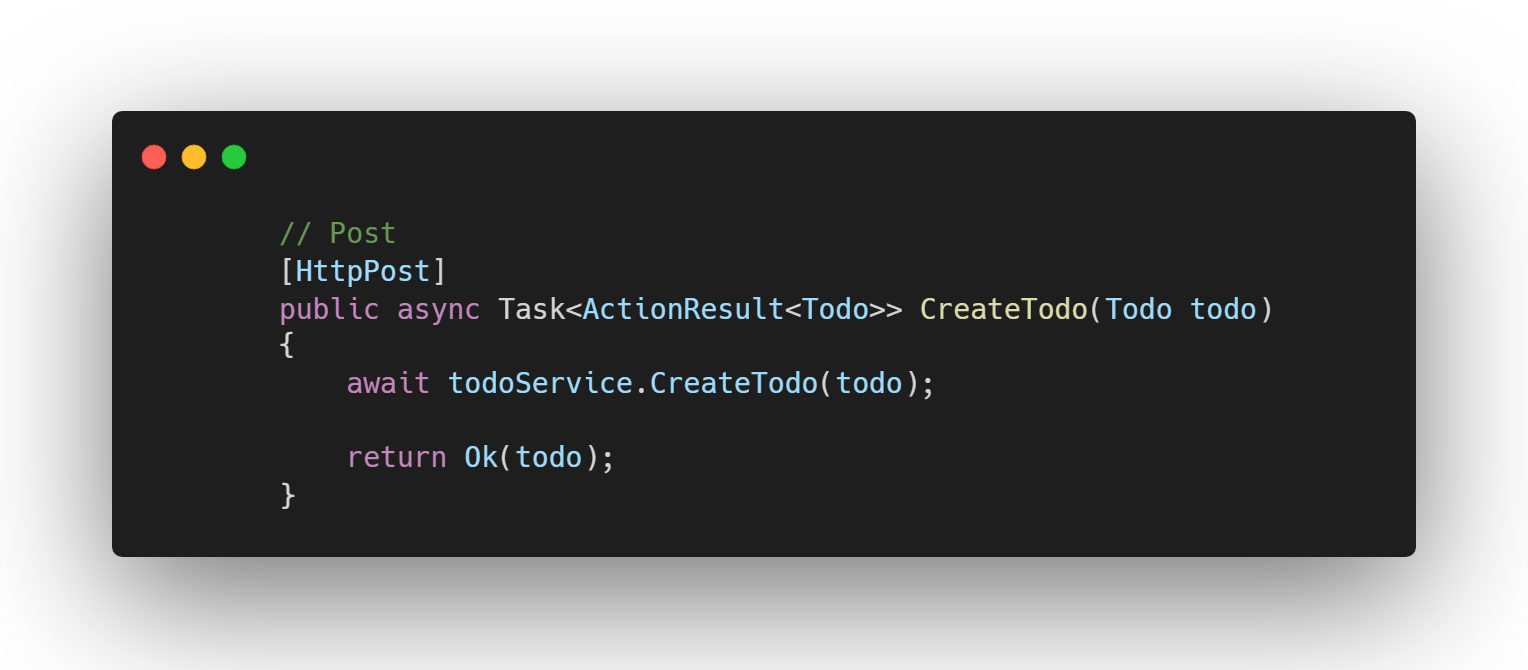 // Post
[HttpPost]
public async Task<ActionResult<Todo>> CreateTodo(Todo todo)
{
    await todoService.CreateTodo(todo);

    return Ok(todo);
}